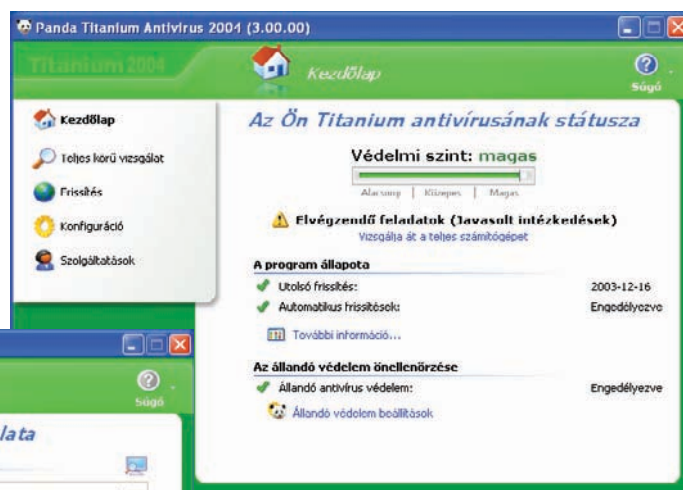 Panda Titanium Antivirus 2004 (3.00.00)
Titanium 2004
Kezdőlap
Súgó
Kezdőlap
Teljes körű vizsgálat
Frissítés
Konfiguráció
Szolgáltatások
Az Ön Titanium antivírusának státusza
Védelmi szint: magas
Alacsony | Közepes | Magas
Elvégzendő feladatok (Javasolt intézkedések)
Vizsgálja át a teljes számítógépet
A program állapota
Utolsó frissítés: 2003-12-16
Automatikus frissítések: Engedélyezve
További információ...
Az állandó védelem önellenőrzése
Állandó antívírus védelem: Engedélyezve
Állandó védelem beállítások
Súgó
lata